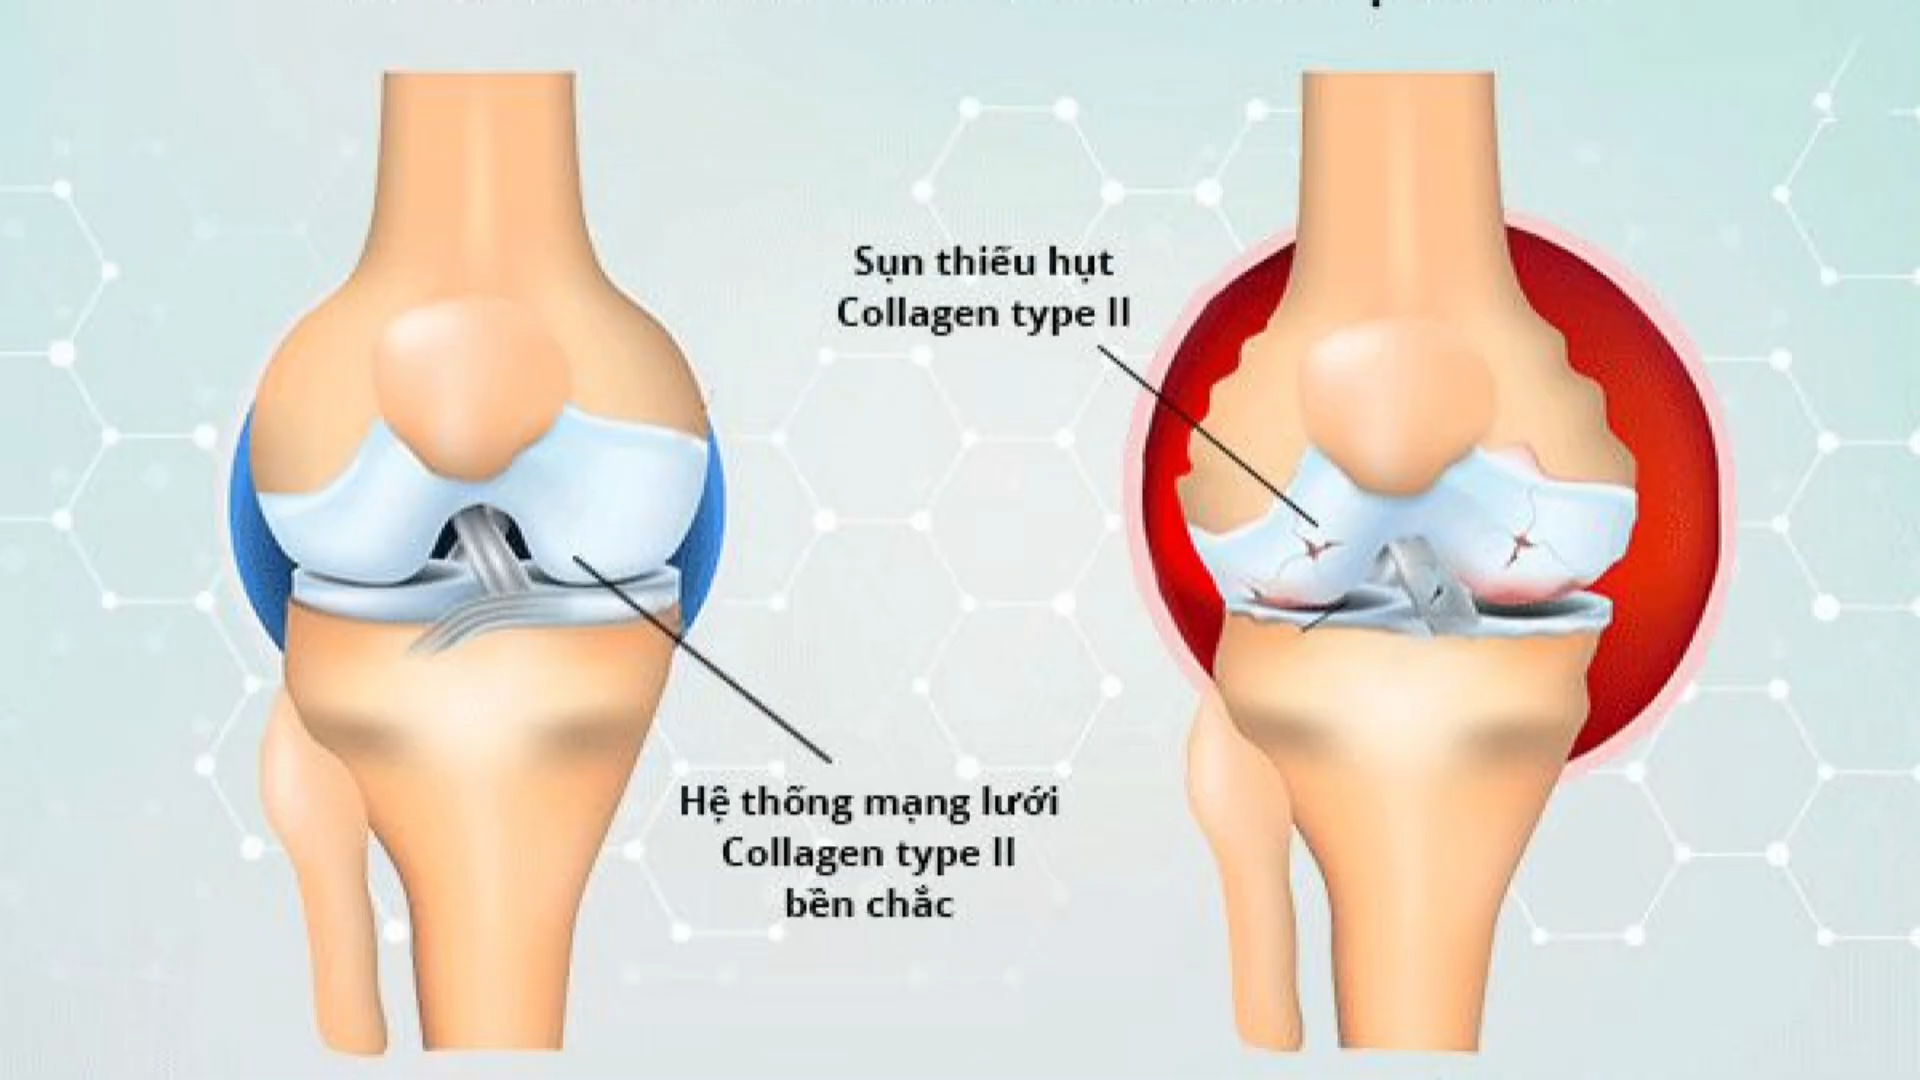 Sụn thiếu hụt
Collagen type II
Hệ thống mạng lưới
Collagen type II
bền chắc